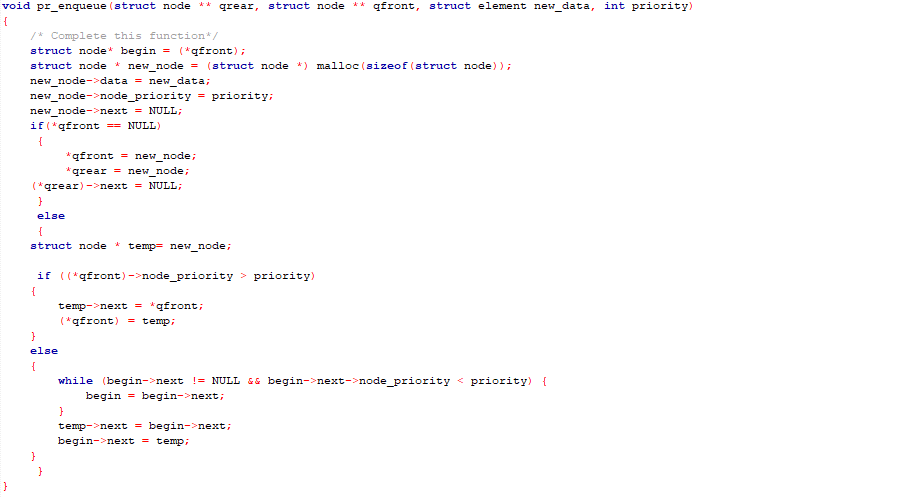 void pr_enqueue(struct node ** qrear, struct node ** qfront, struct element new_data, int priority)
{
/* Complete this function*/
struct node* begin = (*qfront);
struct node * new_node = (struct node *) malloc(sizeof(struct node));
new_node->data = new_data;
new_node->node_priority = priority;
new_node->next = NULL;
if(*qfront == NULL)
{
*qfront = new_node;
*qrear = new_node;
(*qrear)->next = NULL;
}
else
{
struct node * temp= new_node;
if ((*qfront)->node_priority > priority)
{
temp->next = *qfront;
(*qfront) = temp;
}
else
{
while (begin->next != NULL && begin->next->node_priority < priority) {
begin = begin->next;
}
temp->next = begin->next;
begin->next = temp;
}
}
}